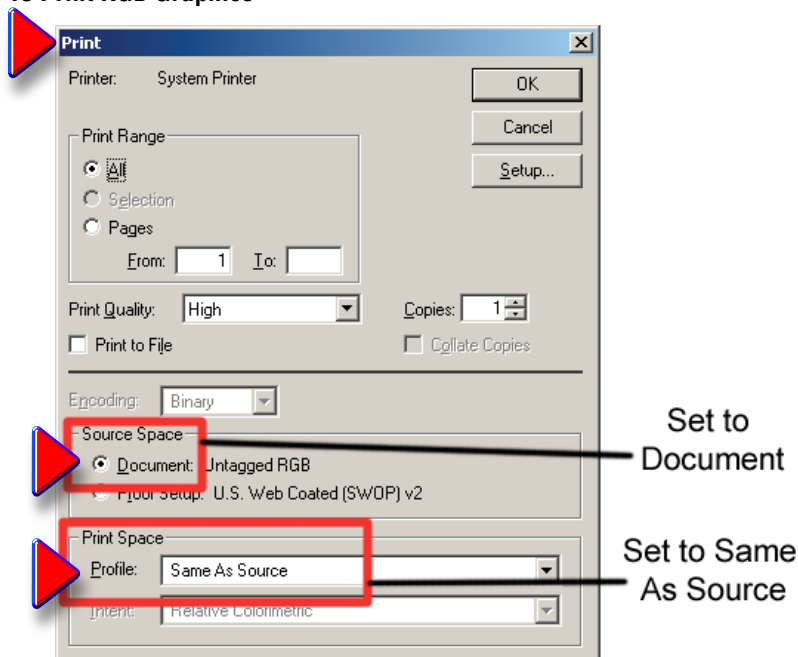 Print
Printer: System Printer
OK
Cancel
Setup...
Print Range
All
Selection
Pages
From: 1 To:
Print Quality: High
Copies: 1
Print to File
Collate Copies
Encoding: Binary
Source Space
Document: Untagged RGB
Proof Setup: U.S. Web Coated (SWOP) v2
Set to
Document
Print Space
Profile: Same As Source
Intent: Relative Colorimetric
Set to Same
As Source